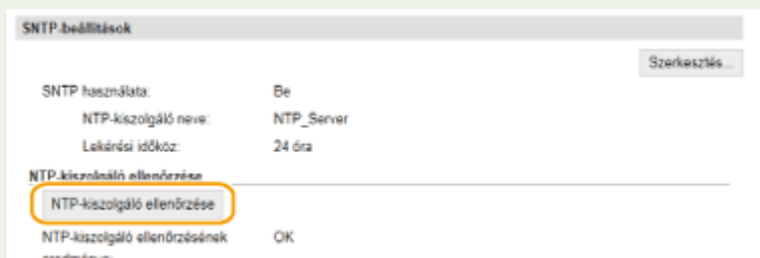 SNTP-beállítások
Szerkesztés...
SNTP használata: Be
NTP-kiszolgáló neve: NTP_Server
Lekérési időköz: 24 óra
NTP-kiszolgáló ellenőrzése
NTP-kiszolgáló ellenőrzése
NTP-kiszolgáló ellenőrzésének OK